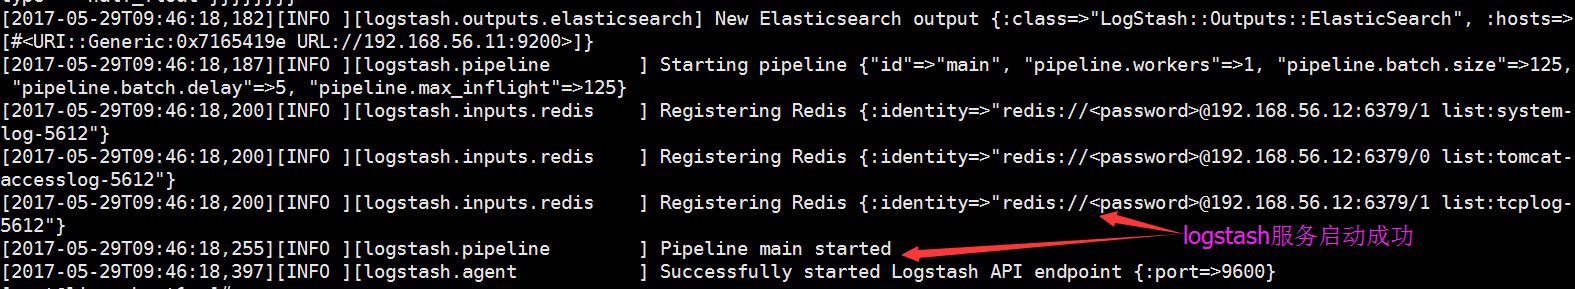 [2017-05-29T09:46:18,182][INFO ][logstash.outputs.elasticsearch] New Elasticsearch output {:class=>"LogStash::Outputs::ElasticSearch", :hosts=>
[#<URI::Generic:0x7165419e URL://192.168.56.11:9200>]}
[2017-05-29T09:46:18,187][INFO ][logstash.pipeline        ] Starting pipeline {"id"=>"main", "pipeline.workers"=>1, "pipeline.batch.size"=>125,
"pipeline.batch.delay"=>5, "pipeline.max_inflight"=>125}
[2017-05-29T09:46:18,200][INFO ][logstash.inputs.redis    ] Registering Redis {:identity=>"redis://<password>@192.168.56.12:6379/1 list:system-
log-5612"}
[2017-05-29T09:46:18,200][INFO ][logstash.inputs.redis    ] Registering Redis {:identity=>"redis://<password>@192.168.56.12:6379/0 list:tomcat-
accesslog-5612"}
[2017-05-29T09:46:18,200][INFO ][logstash.inputs.redis    ] Registering Redis {:identity=>"redis://<password>@192.168.56.12:6379/1 list:tcplog-
5612"}
logstash服务启动成功
[2017-05-29T09:46:18,255][INFO ][logstash.pipeline        ] Pipeline main started
[2017-05-29T09:46:18,397][INFO ][logstash.agent           ] Successfully started Logstash API endpoint {:port=>9600}